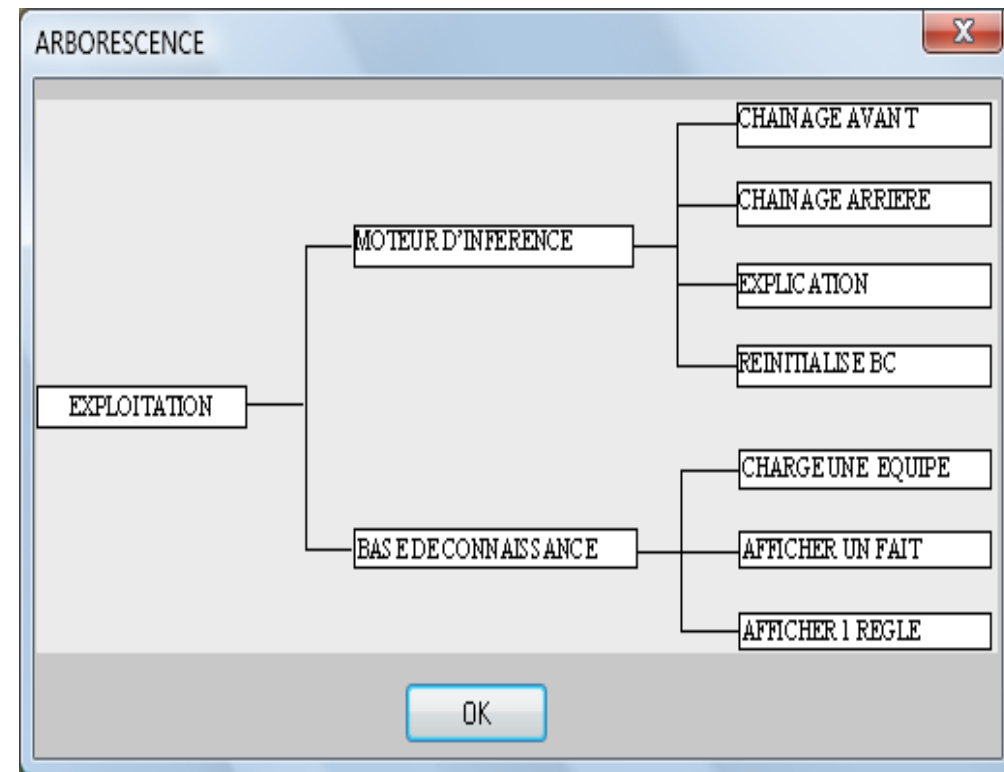 ARBORESCENCE
X
CHAINAGE AVANT
CHAINAGE ARRIERE
MOTEUR D'INFERENCE
EXPLICATION
REINITIALISE BC
EXPLOITATION
CHARGE UNE EQUIPE
BASE DE CONNAISSANCE
AFFICHER UN FAIT
AFFICHER 1 REGLE
OK